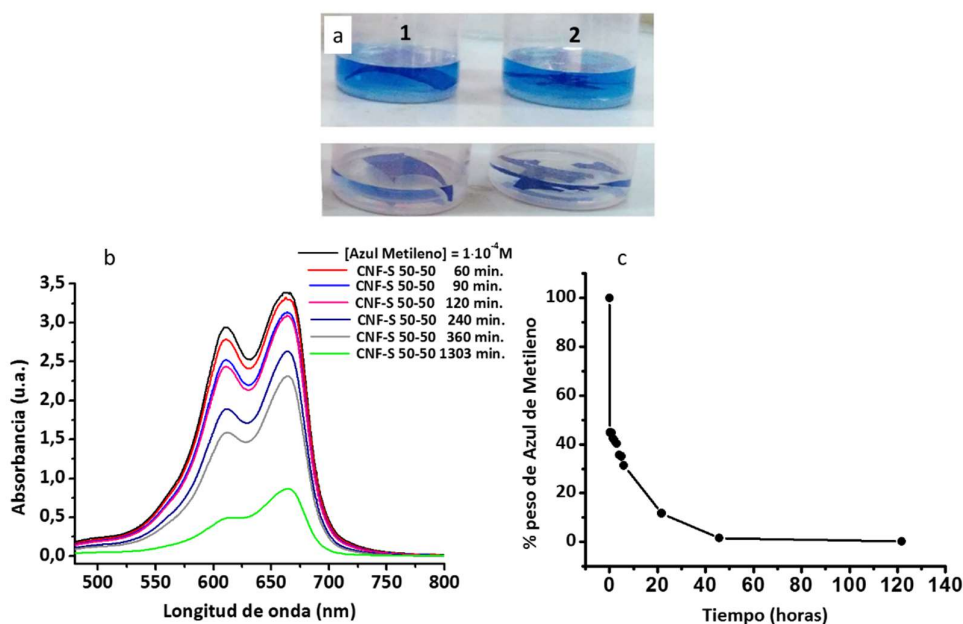 a
1
2
b
[Azul Metileno] = 1·10⁻⁴M
CNF-S 50-50 60 min.
CNF-S 50-50 90 min.
CNF-S 50-50 120 min.
CNF-S 50-50 240 min.
CNF-S 50-50 360 min.
CNF-S 50-50 1303 min.
3,5
3,0
2,5
2,0
1,5
1,0
0,5
0,0
Absorbancia (u.a.)
500 550 600 650 700 750 800
Longitud de onda (nm)
c
100
80
60
40
20
0
% peso de Azul de Metileno
0 20 40 60 80 100 120 140
Tiempo (horas)